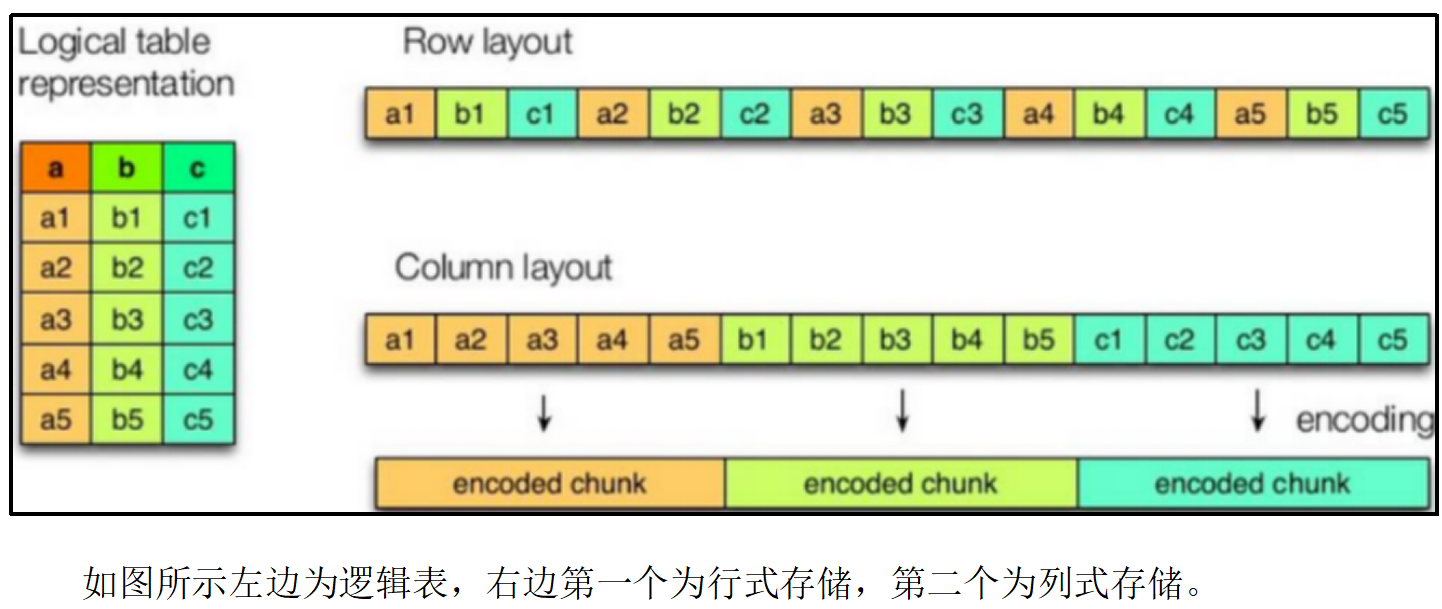 Logical table
representation
a b c
a1 b1 c1
a2 b2 c2
a3 b3 c3
a4 b4 c4
a5 b5 c5
Row layout
a1 b1 c1 a2 b2 c2 a3 b3 c3 a4 b4 c4 a5 b5 c5
Column layout
a1 a2 a3 a4 a5 b1 b2 b3 b4 b5 c1 c2 c3 c4 c5
encoding
encoded chunk encoded chunk encoded chunk
如图所示左边为逻辑表，右边第一个为行式存储，第二个为列式存储。